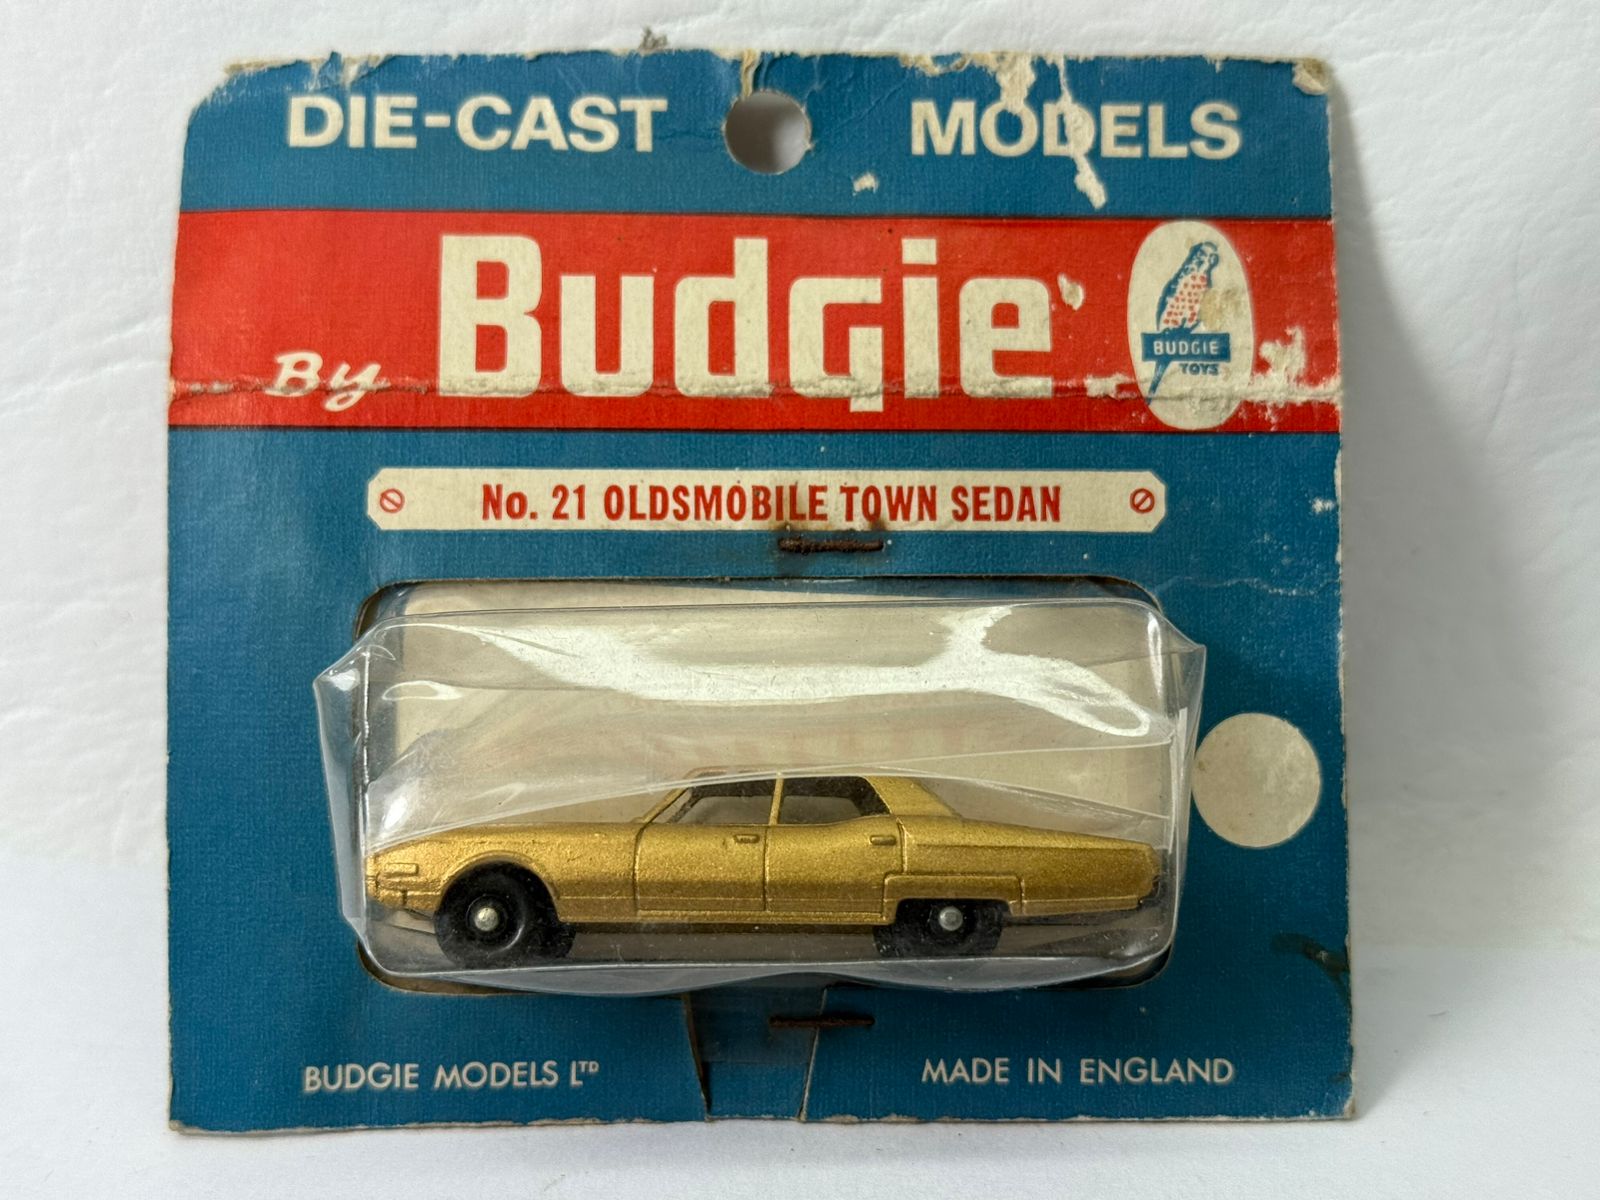 DIE-CAST MODELS
By Budgie
BUDGIE
TOYS
No. 21 OLDSMOBILE TOWN SEDAN
BUDGIE MODELS LTD
MADE IN ENGLAND